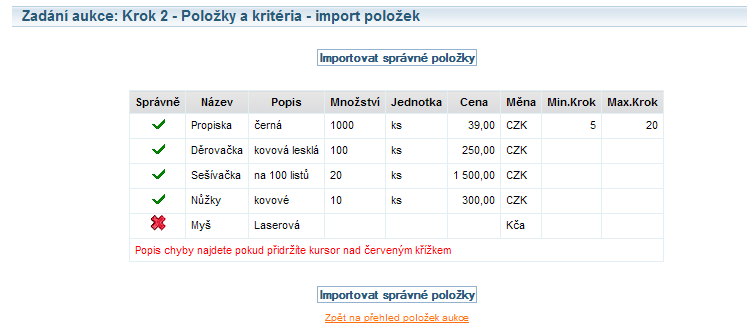 Zadání aukce: Krok 2 - Položky a kritéria - import položek
Importovat správné položky
Správně Název Popis Množství Jednotka Cena Měna Min.Krok Max.Krok
Propiska černá 1000 ks 39,00 CZK 5 20
Děrovačka kovová lesklá 100 ks 250,00 CZK
Sešívačka na 100 listů 20 ks 1 500,00 CZK
Nůžky kovové 10 ks 300,00 CZK
Myš Laserová Kča
Popis chyby najdete pokud přidržíte kursor nad červeným křížkem
Importovat správné položky
Zpět na přehled položek aukce